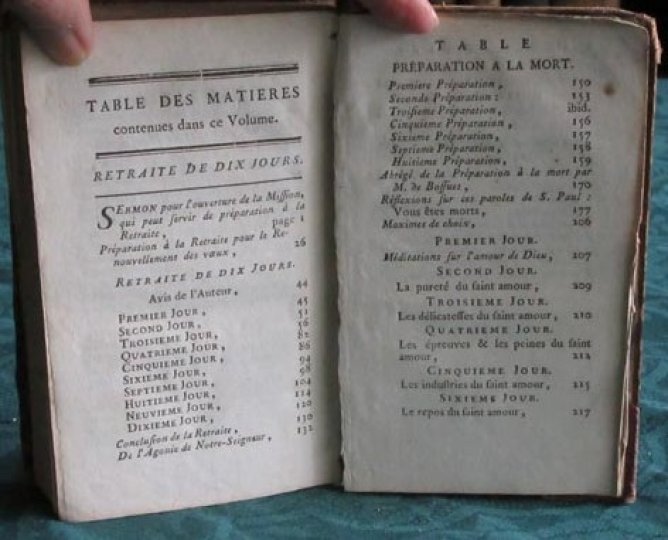 TABLE DES MATIERES
contenues dans ce Volume.
RETRAITE DE DIX JOURS.
SERMON pour l'ouverture de la Mission,
qui peut servir de préparation à la
Retraite, page 1
Préparation à la Retraite pour le Re-
nouvellement des vœux, 26
RETRAITE DE DIX JOURS.
Avis de l'Auteur, 44
PREMIER JOUR, 45
SECOND JOUR, 51
TROISIEME JOUR, 56
QUATRIEME JOUR, 82
CINQUIEME JOUR, 86
SIXIEME JOUR, 94
SEPTIEME JOUR, 98
HUITIEME JOUR, 104
NEUVIEME JOUR, 114
DIXIEME JOUR, 120
Conclusion de la Retraite, 130
De l'Agonie de Notre-Seigneur, 132
TABLE
PRÉPARATION A LA MORT.
Premiere Préparation, 150
Seconde Préparation: 153
Troisieme Préparation, ibid.
Cinquieme Préparation, 156
Sixieme Préparation, 157
Septieme Préparation, 158
Huitieme Préparation, 159
Abrégé de la Préparation à la mort par
M. de Bossuet, 170
Réflexions sur ces paroles de S. Paul:
Vous êtes morts, 177
Maximes de choix, 206
PREMIER JOUR.
Méditations sur l'amour de Dieu, 207
SECOND JOUR.
La pureté du saint amour, 209
TROISIEME JOUR.
Les délicatesses du saint amour, 210
QUATRIEME JOUR.
Les épreuves & les peines du saint
amour, 212
CINQUIEME JOUR.
Les industries du saint amour, 215
SIXIEME JOUR.
Le repos du saint amour, 217